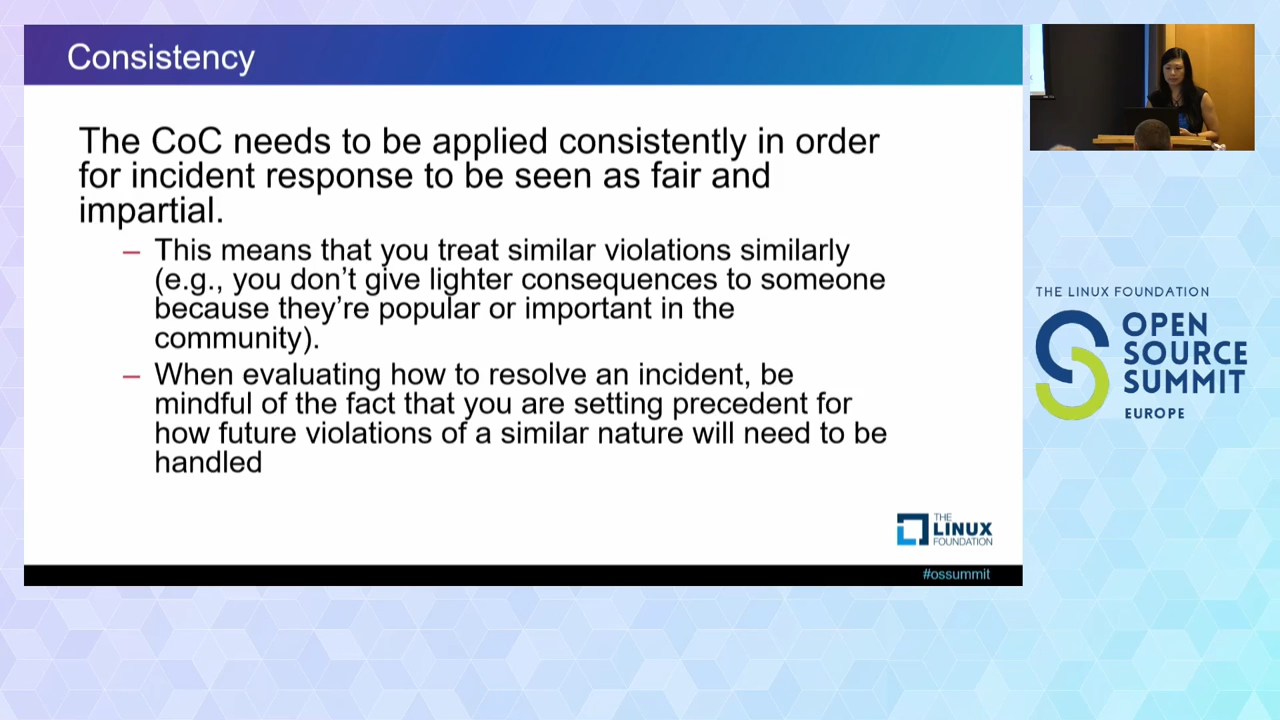 Consistency
The CoC needs to be applied consistently in order
for incident response to be seen as fair and
impartial.
– This means that you treat similar violations similarly
(e.g., you don’t give lighter consequences to someone
because they’re popular or important in the
community).
– When evaluating how to resolve an incident, be
mindful of the fact that you are setting precedent for
how future violations of a similar nature will need to be
handled
THE
LINUX
FOUNDATION
#ossummit
THE LINUX FOUNDATION
OPEN
SOURCE
SUMMIT
EUROPE